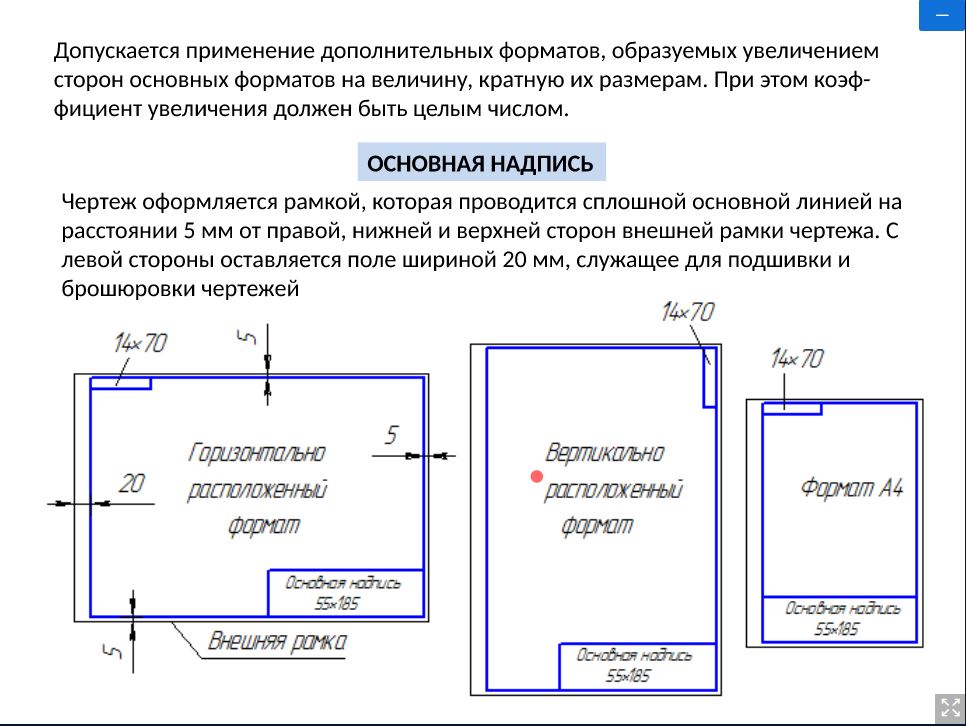 Допускается применение дополнительных форматов, образуемых увеличением
сторон основных форматов на величину, кратную их размерам. При этом коэф-
фициент увеличения должен быть целым числом.
ОСНОВНАЯ НАДПИСЬ
Чертеж оформляется рамкой, которая проводится сплошной основной линией на
расстоянии 5 мм от правой, нижней и верхней сторон внешней рамки чертежа. С
левой стороны оставляется поле шириной 20 мм, служащее для подшивки и
брошюровки чертежей
14×70
5
5
20
Горизонтально
расположенный
формат
Основная надпись
55×185
5
Внешняя рамка
14×70
Вертикально
расположенный
формат
Основная надпись
55×185
14×70
Формат А4
Основная надпись
55×185